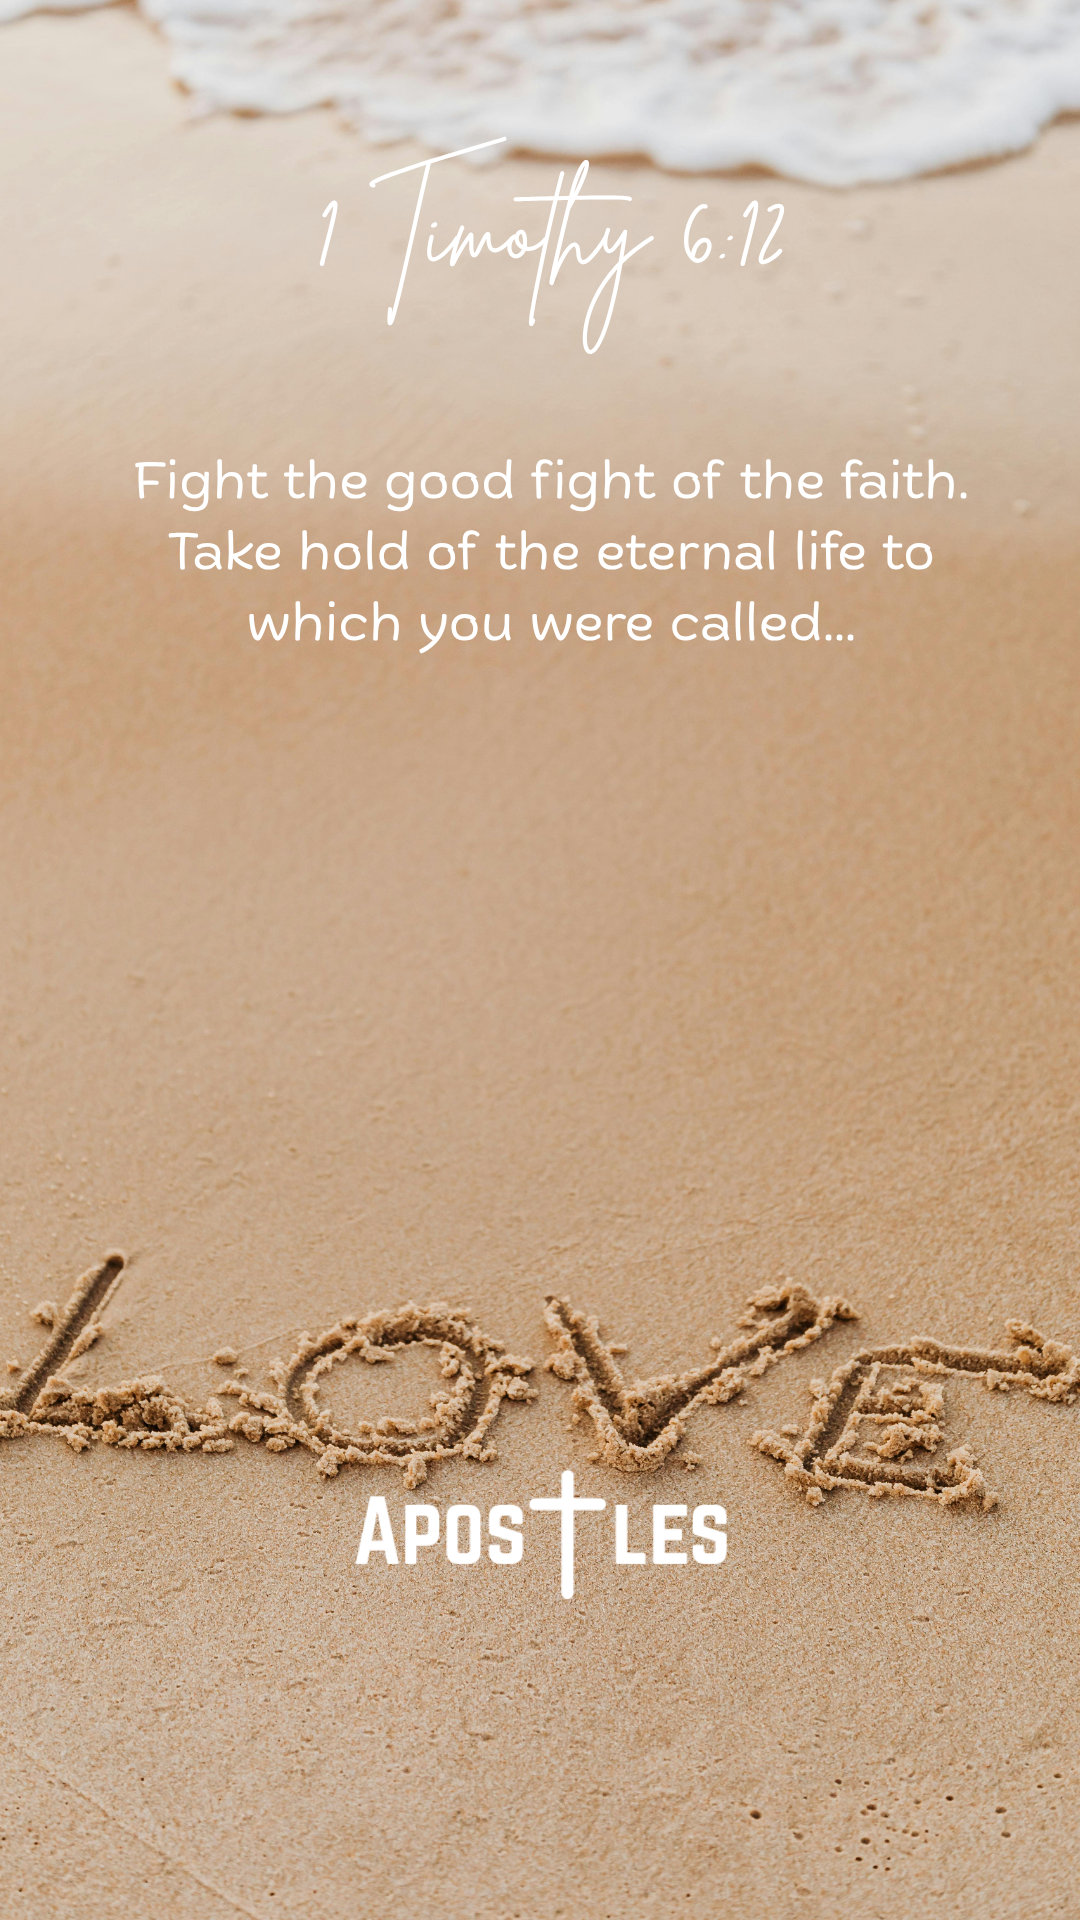 1 Timothy 6:12
Fight the good fight of the faith.
Take hold of the eternal life to
which you were called...
LOVE
APOSTLES